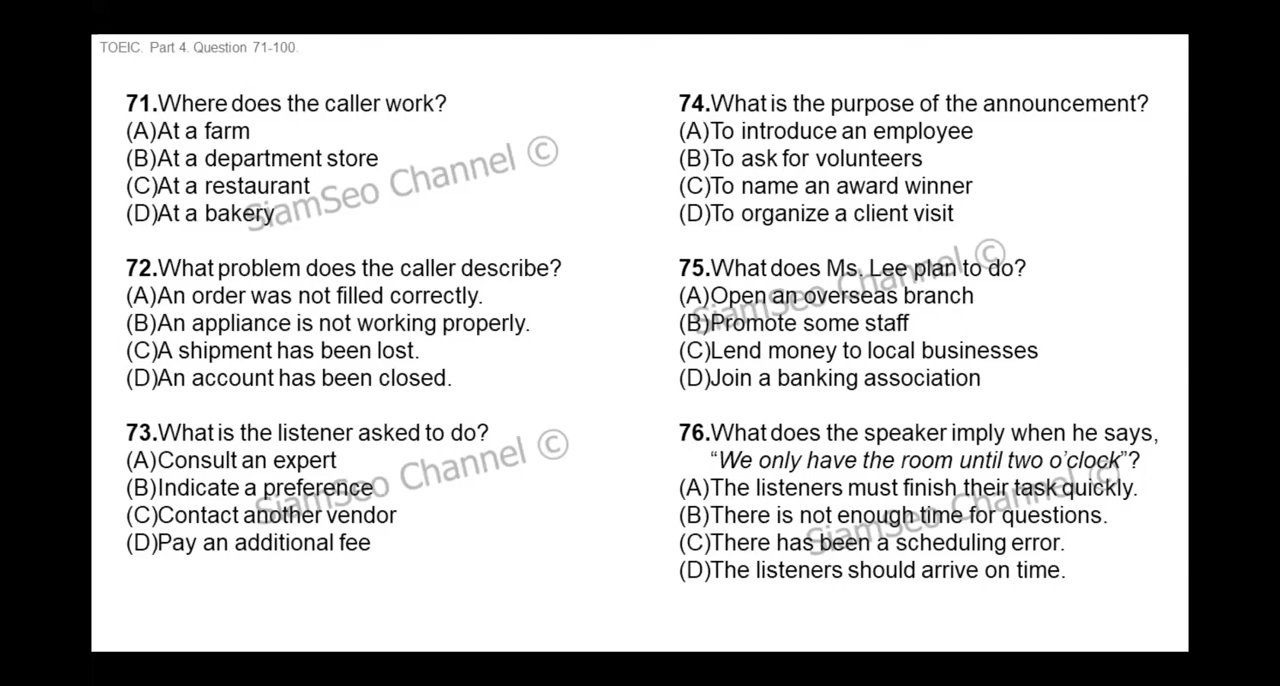 TOEIC. Part 4. Question 71-100.
71.Where does the caller work?
(A)At a farm
(B)At a department store
(C)At a restaurant
(D)At a bakery
SiamSeo Channel ©
72.What problem does the caller describe?
(A)An order was not filled correctly.
(B)An appliance is not working properly.
(C)A shipment has been lost.
(D)An account has been closed.
73.What is the listener asked to do?
(A)Consult an expert
(B)Indicate a preference
(C)Contact another vendor
(D)Pay an additional fee
SiamSeo Channel ©
74.What is the purpose of the announcement?
(A)To introduce an employee
(B)To ask for volunteers
(C)To name an award winner
(D)To organize a client visit
75.What does Ms. Lee plan to do?
(A)Open an overseas branch
(B)Promote some staff
(C)Lend money to local businesses
(D)Join a banking association
SiamSeo Channel ©
76.What does the speaker imply when he says,
“We only have the room until two o’clock”?
(A)The listeners must finish their task quickly.
(B)There is not enough time for questions.
(C)There has been a scheduling error.
(D)The listeners should arrive on time.
SiamSeo Channel ©